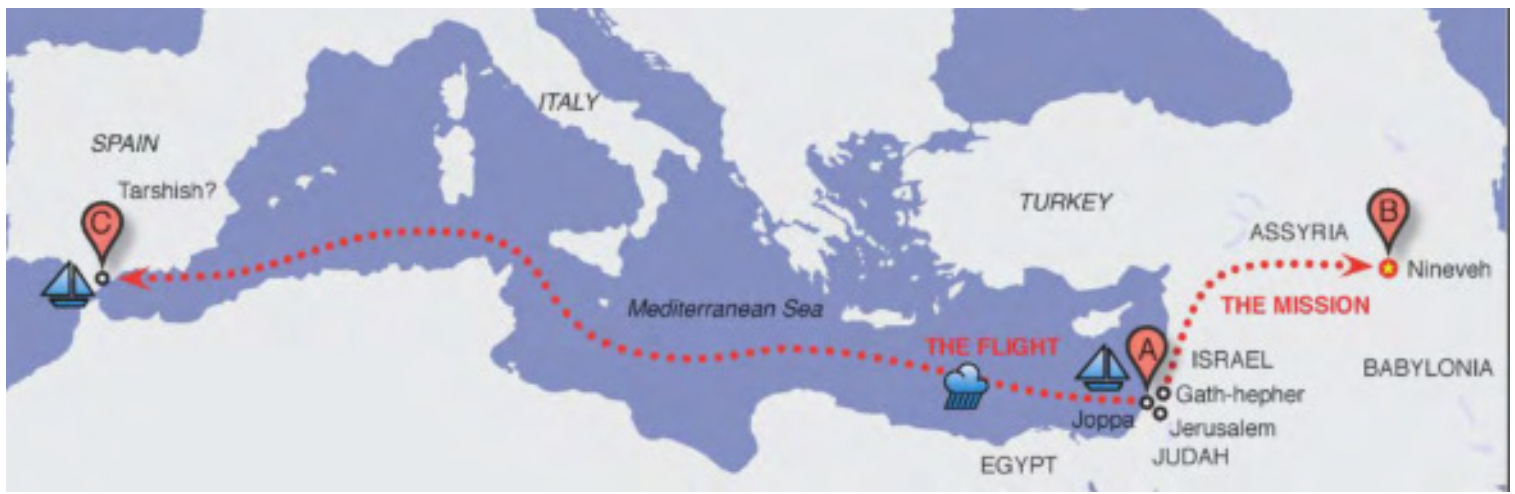 ITALY
SPAIN
Tarshish?
C
TURKEY
B
ASSYRIA
Nineveh
Mediterranean Sea
THE MISSION
THE FLIGHT
A
ISRAEL
BABYLONIA
Gath-hepher
Joppa
Jerusalem
JUDAH
EGYPT